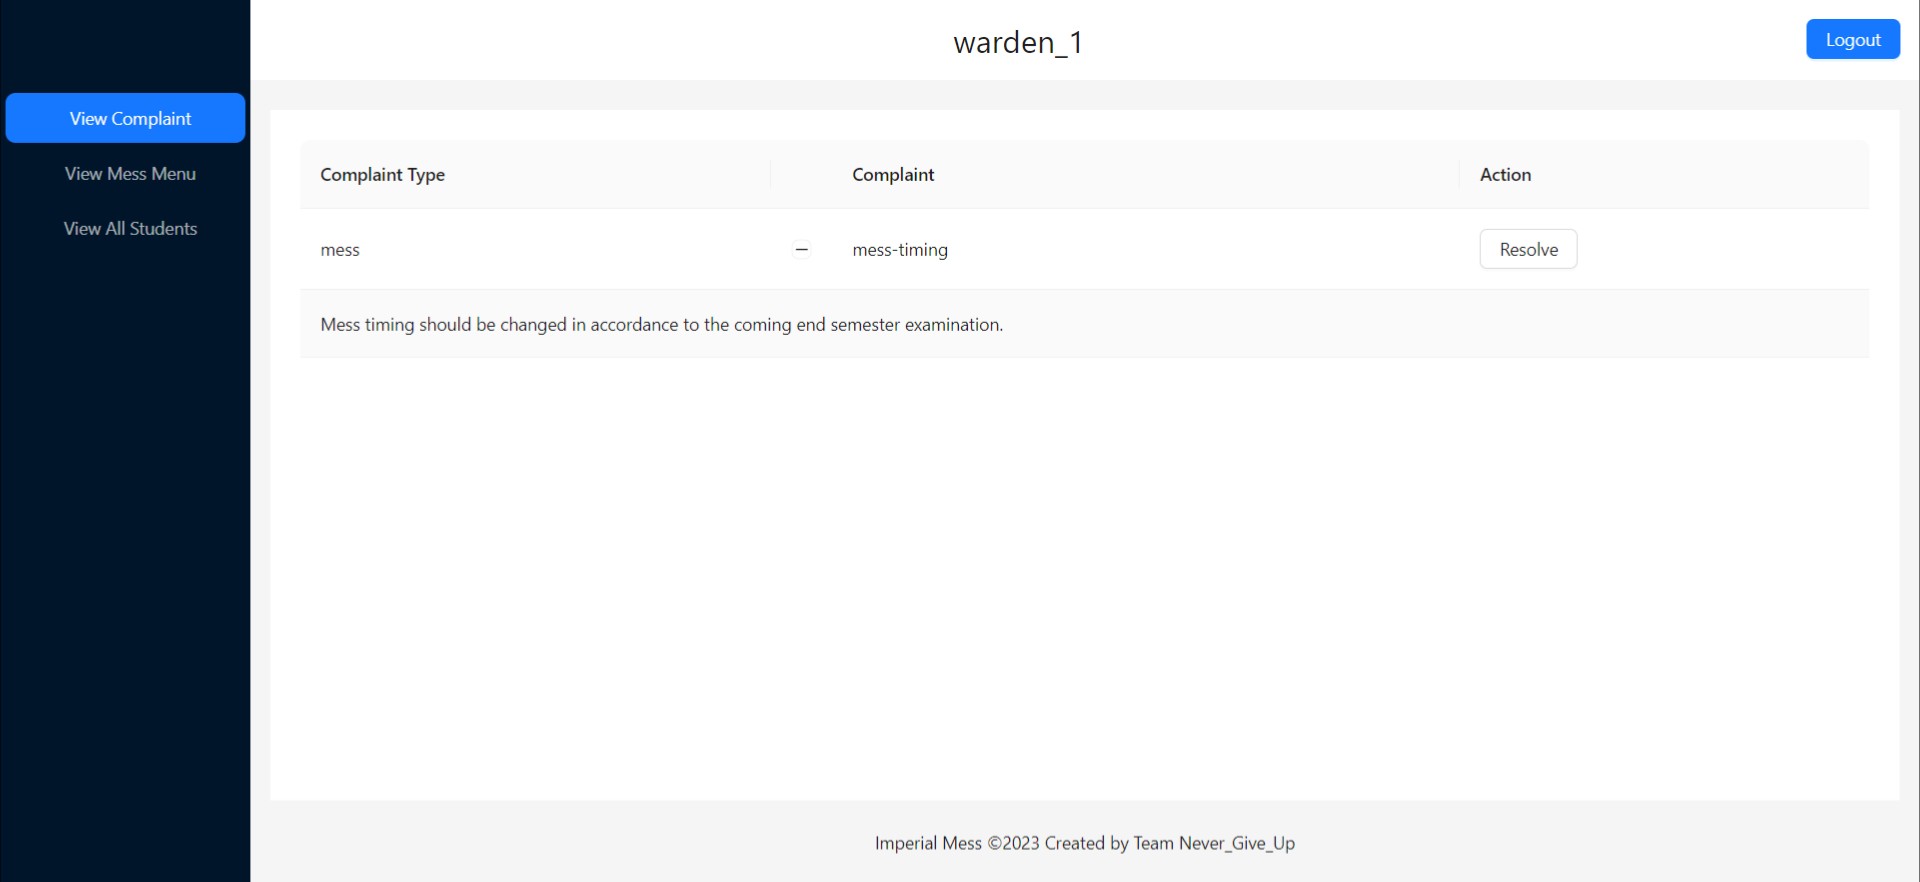 warden_1
Logout
View Complaint
View Mess Menu
View All Students
Complaint Type Complaint Action
mess mess-timing Resolve
Mess timing should be changed in accordance to the coming end semester examination.
Imperial Mess ©2023 Created by Team Never_Give_Up